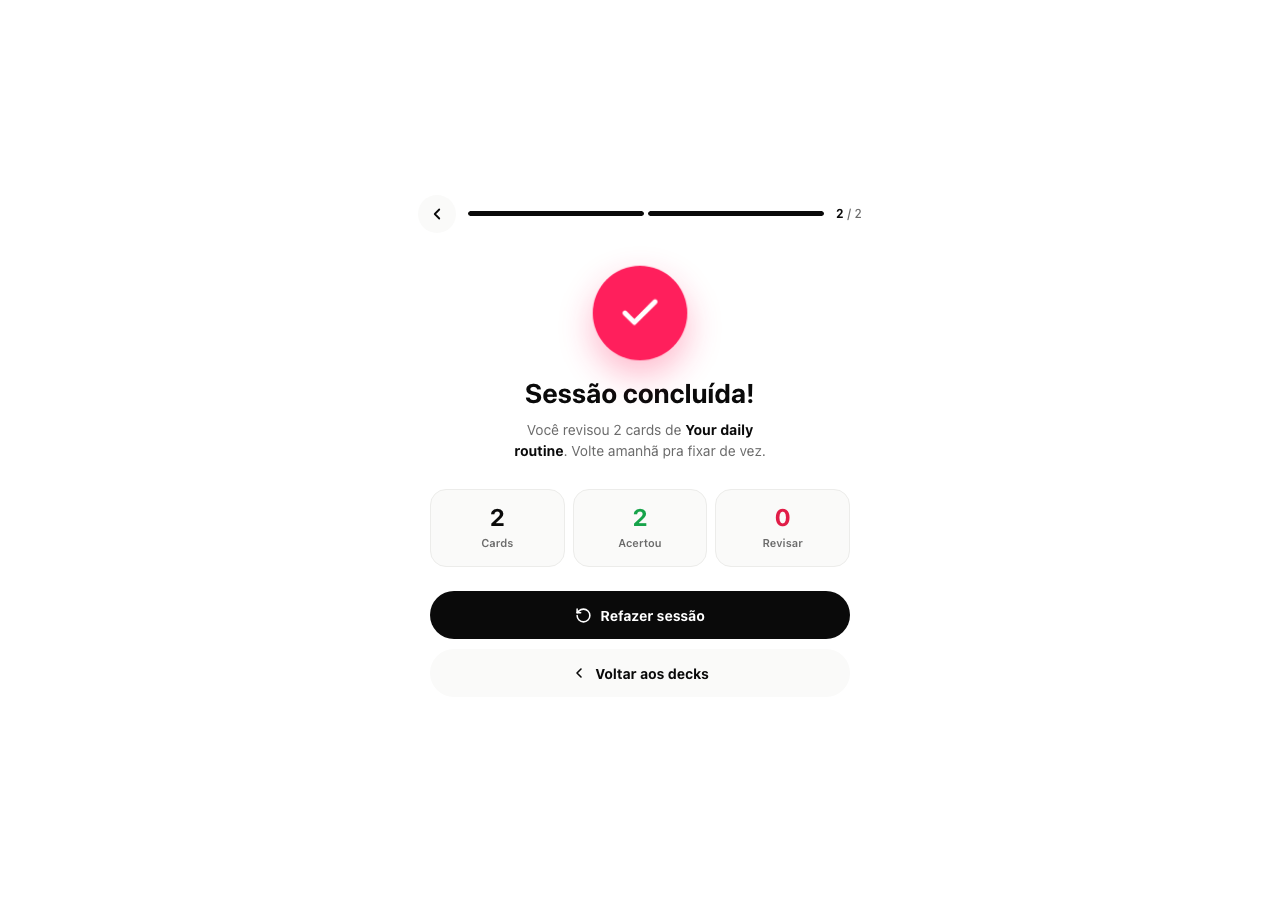 2 / 2
Sessão concluída!
Você revisou 2 cards de Your daily
routine. Volte amanhã pra fixar de vez.
2
Cards
2
Acertou
0
Revisar
Refazer sessão
Voltar aos decks